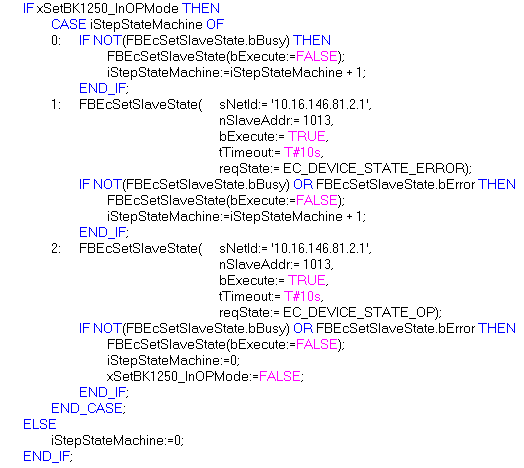 IF xSetBK1250_InOPMode THEN
CASE iStepStateMachine OF
0: IF NOT(FBEcSetSlaveState.bBusy) THEN
FBEcSetSlaveState(bExecute:=FALSE);
iStepStateMachine:=iStepStateMachine + 1;
END_IF;
1: FBEcSetSlaveState( sNetId:= '10.16.146.81.2.1',
nSlaveAddr:= 1013,
bExecute:= TRUE,
tTimeout:= T#10s,
reqState:= EC_DEVICE_STATE_ERROR);
IF NOT(FBEcSetSlaveState.bBusy) OR FBEcSetSlaveState.bError THEN
FBEcSetSlaveState(bExecute:=FALSE);
iStepStateMachine:=iStepStateMachine + 1;
END_IF;
2: FBEcSetSlaveState( sNetId:= '10.16.146.81.2.1',
nSlaveAddr:= 1013,
bExecute:= TRUE,
tTimeout:= T#10s,
reqState:= EC_DEVICE_STATE_OP);
IF NOT(FBEcSetSlaveState.bBusy) OR FBEcSetSlaveState.bError THEN
FBEcSetSlaveState(bExecute:=FALSE);
iStepStateMachine:=0;
xSetBK1250_InOPMode:=FALSE;
END_IF;
END_CASE;
ELSE
iStepStateMachine:=0;
END_IF;